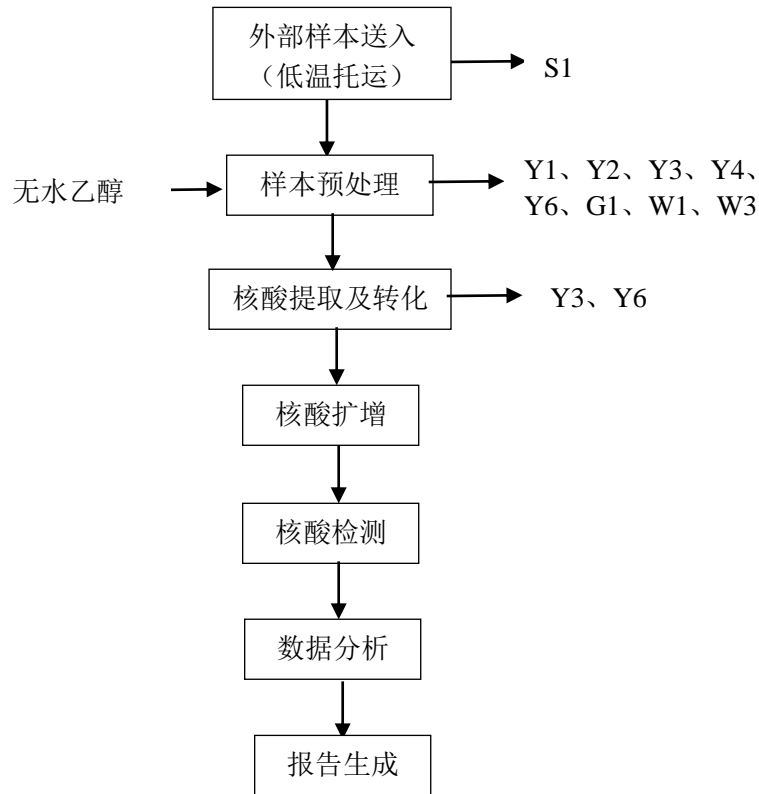 外部样本送入
（低温托运）
S1
无水乙醇
样本预处理
Y1、Y2、Y3、Y4、
Y6、G1、W1、W3
核酸提取及转化
Y3、Y6
核酸扩增
核酸检测
数据分析
报告生成